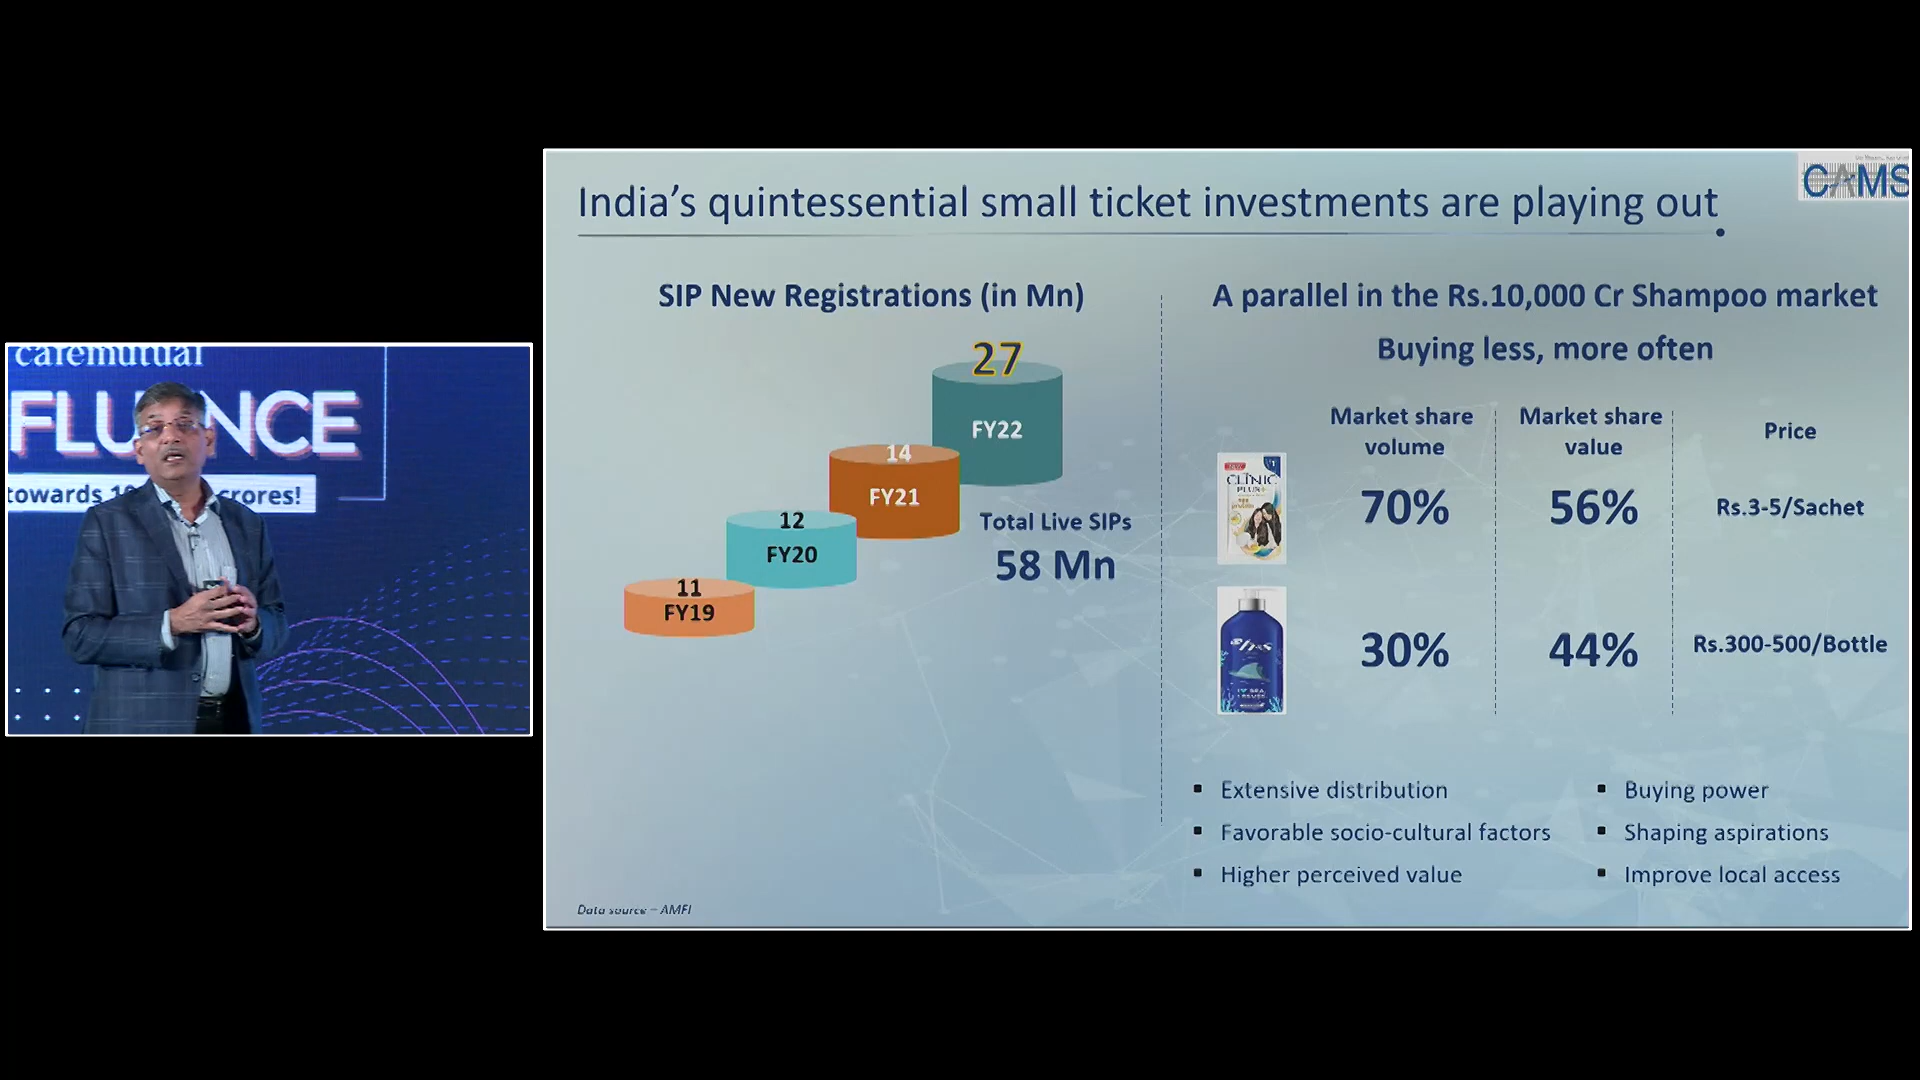 cafemutual
FLUENCE
towards 10 crores!
CAMS
India's quintessential small ticket investments are playing out
SIP New Registrations (in Mn)
27
FY22
14
FY21
12
FY20
11
FY19
Total Live SIPs
58 Mn
Data source – AMFI
A parallel in the Rs.10,000 Cr Shampoo market
Buying less, more often
Market share volume
Market share value
Price
CLINIC
PLUS+
70%
56%
Rs.3-5/Sachet
30%
44%
Rs.300-500/Bottle
▪ Extensive distribution
▪ Favorable socio-cultural factors
▪ Higher perceived value
▪ Buying power
▪ Shaping aspirations
▪ Improve local access